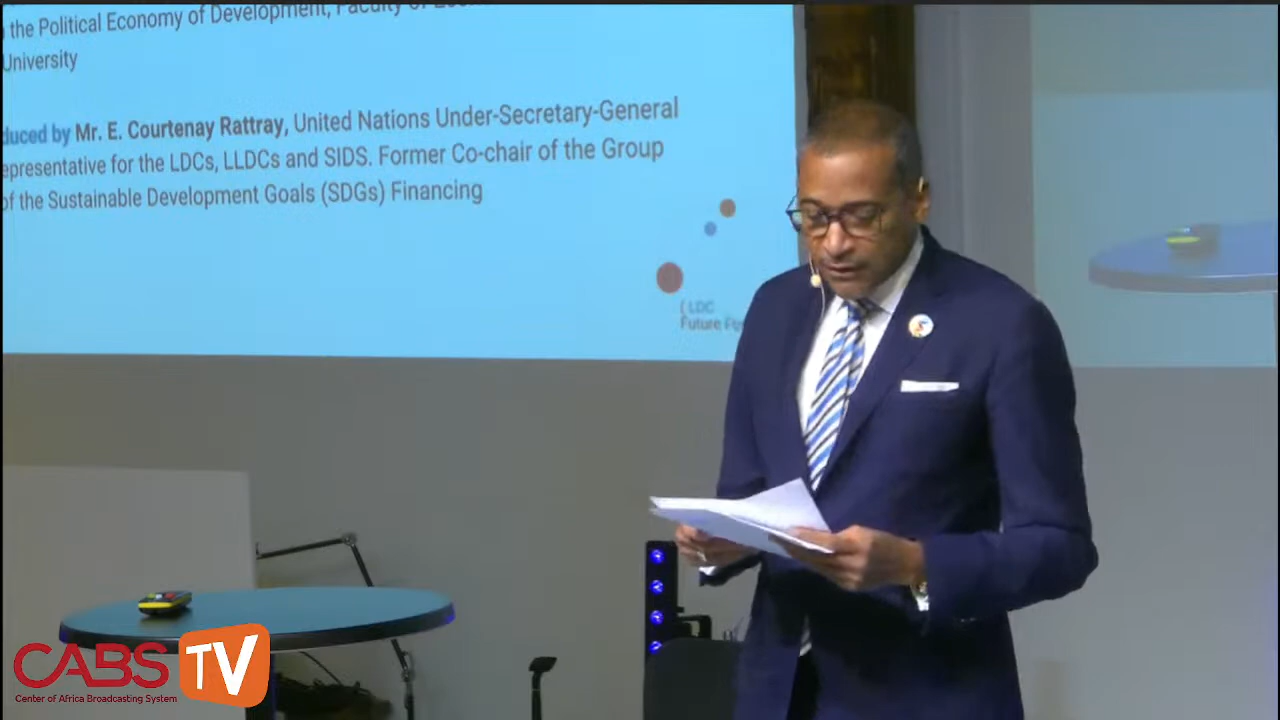 the Political Economy of Development, Faculty of
University
duced by Mr. E. Courtenay Rattray, United Nations Under-Secretary-General
epresentative for the LDCs, LLDCs and SIDS. Former Co-chair of the Group
of the Sustainable Development Goals (SDGs) Financing
( LDC
Future
CABS TV
Center of Africa Broadcasting System